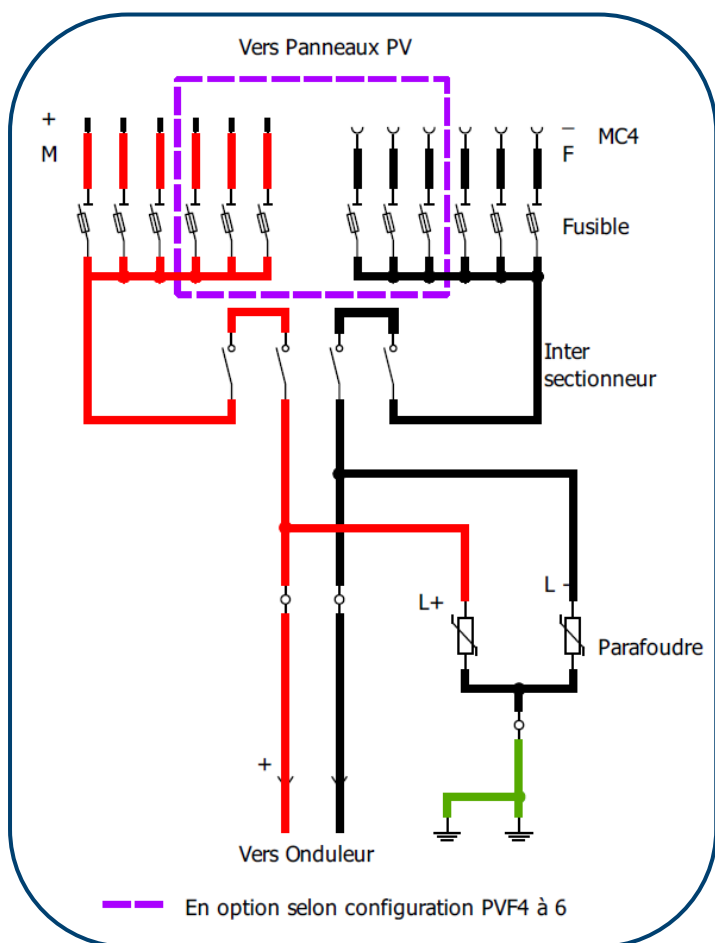 Vers Panneaux PV
+
M
–
F
MC4
Fusible
Inter
sectionneur
L+
L -
Parafoudre
+
Vers Onduleur
En option selon configuration PVF4 à 6